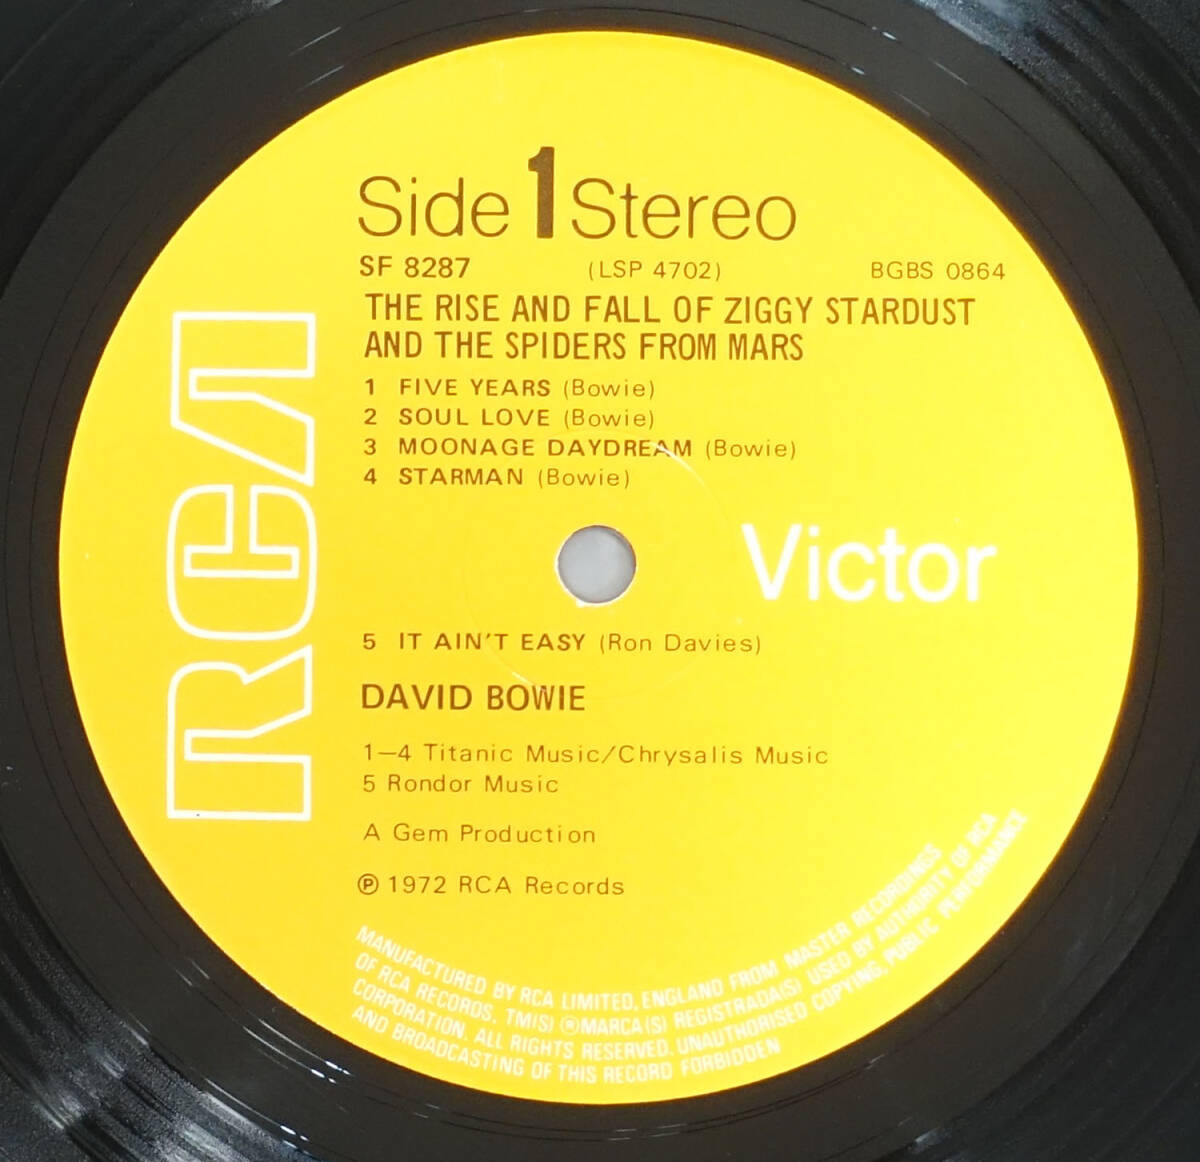 Side 1 Stereo
SF 8287 (LSP 4702) BGBS 0864
THE RISE AND FALL OF ZIGGY STARDUST
AND THE SPIDERS FROM MARS
1 FIVE YEARS (Bowie)
2 SOUL LOVE (Bowie)
3 MOONAGE DAYDREAM (Bowie)
4 STARMAN (Bowie)
RCA
Victor
5 IT AIN'T EASY (Ron Davies)
DAVID BOWIE
1—4 Titanic Music/Chrysalis Music
5 Rondor Music
A Gem Production
℗ 1972 RCA Records
MANUFACTURED BY RCA LIMITED, ENGLAND FROM MASTER RECORDINGS
OF RCA RECORDS. TM(S) ® MARCA(S) REGISTRADA(S) USED BY AUTHORITY OF RCA
CORPORATION. ALL RIGHTS RESERVED. UNAUTHORISED COPYING, PUBLIC PERFORMANCE
AND BROADCASTING OF THIS RECORD FORBIDDEN